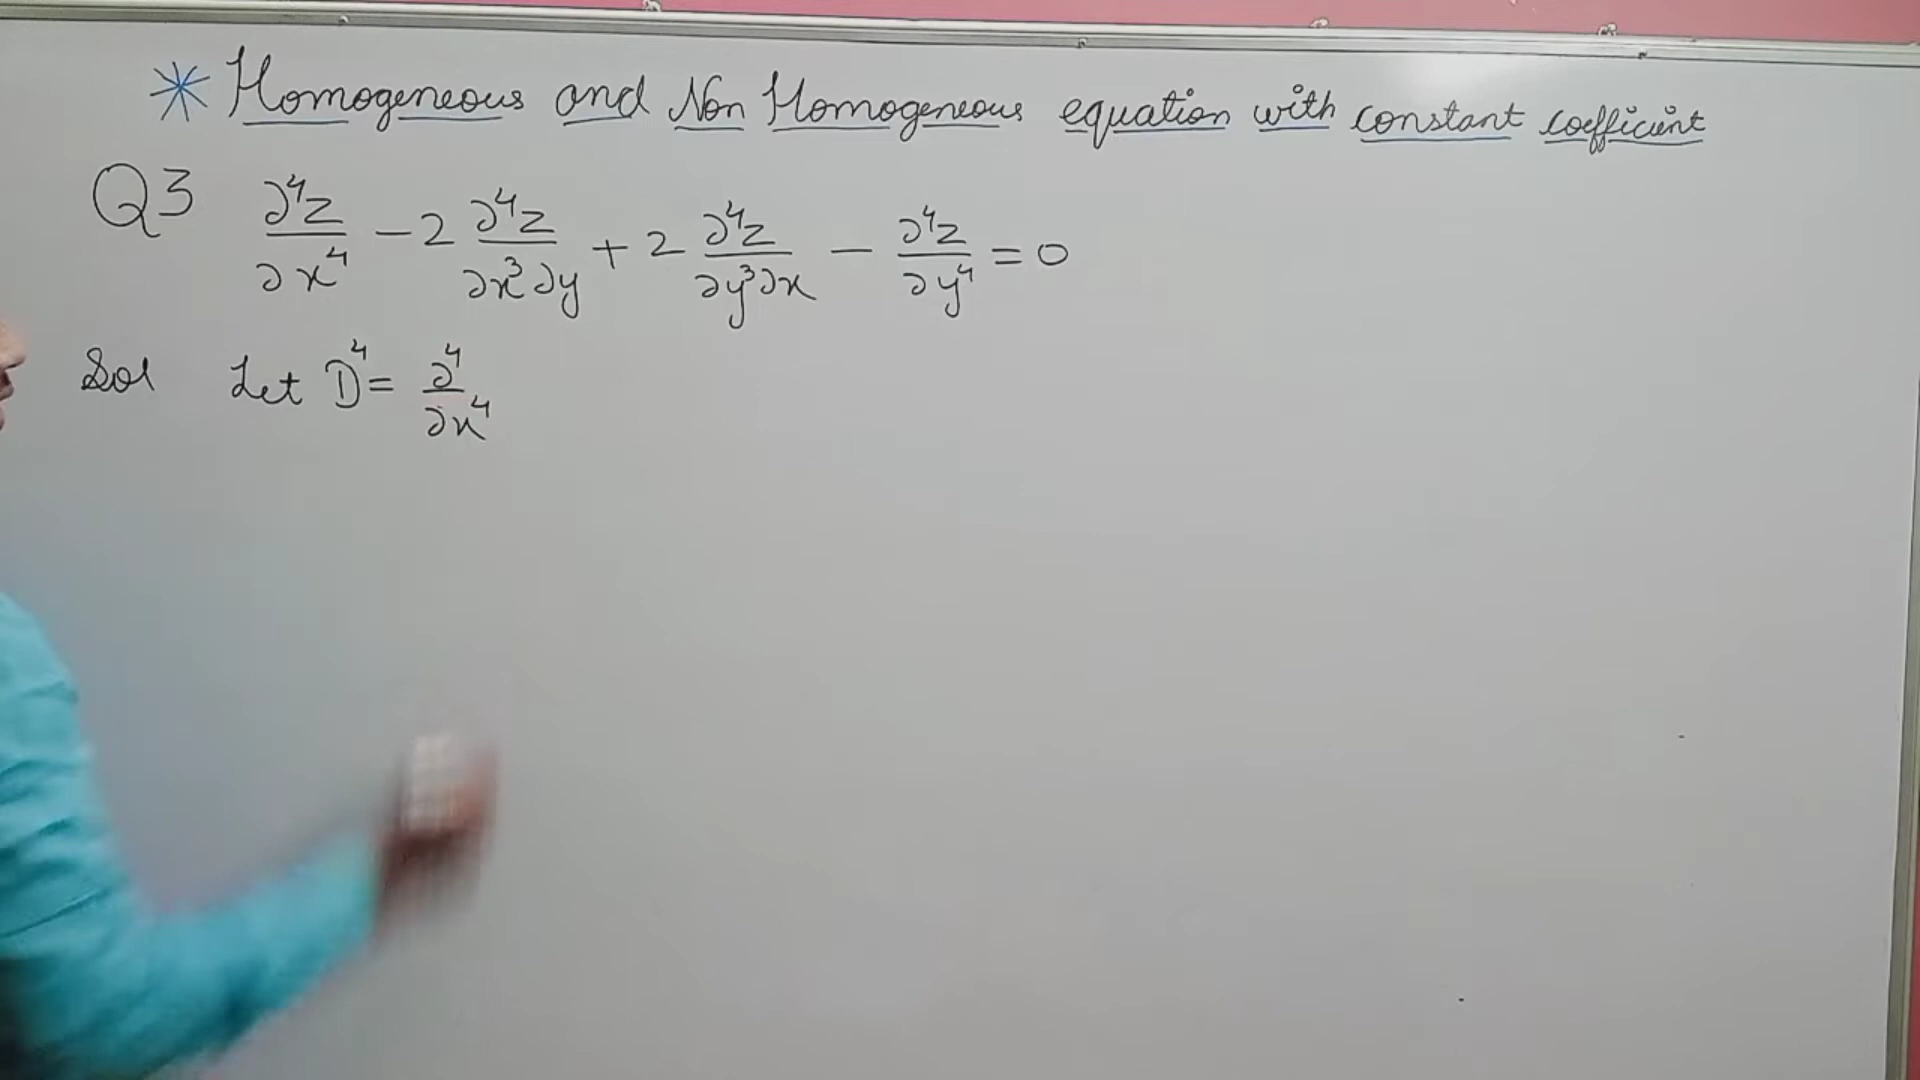 * Homogeneous and Non Homogeneous equation with constant coefficient
Q3 ∂⁴z/∂x⁴ − 2 ∂⁴z/∂x³∂y + 2 ∂⁴z/∂y³∂x − ∂⁴z/∂y⁴ = 0
Sol Let D⁴ = ∂⁴/∂x⁴